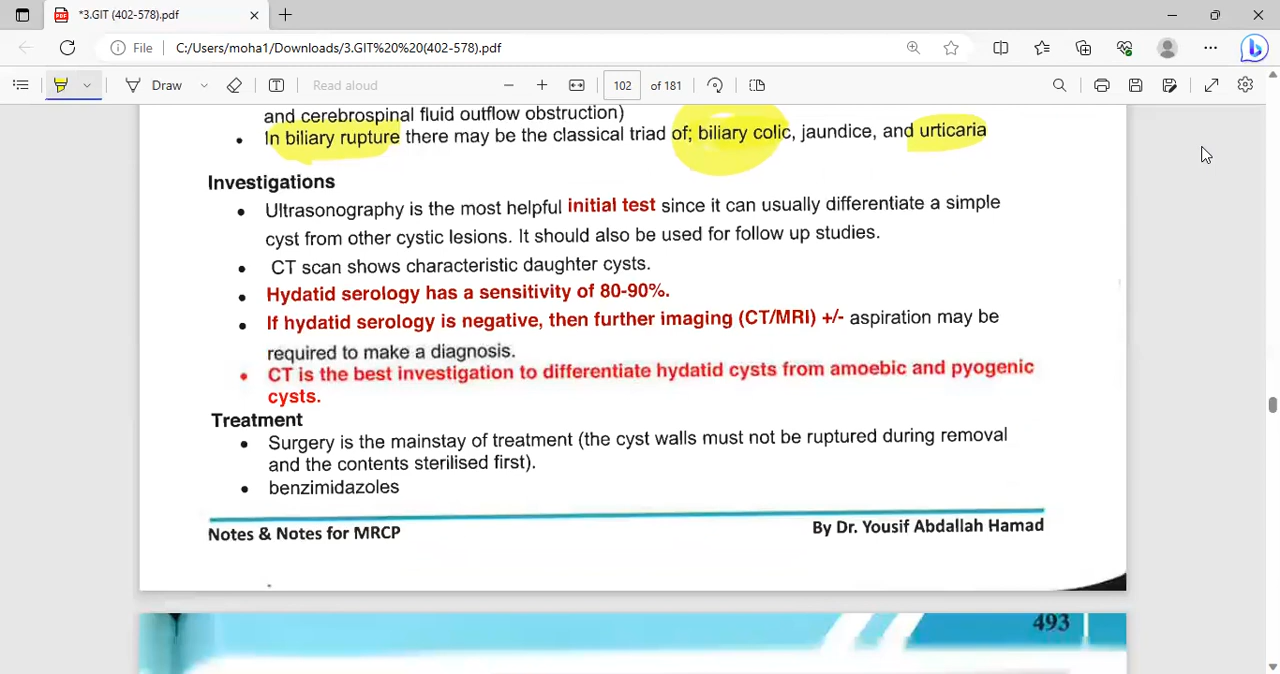 *3.GIT (402-578).pdf
File C:/Users/moha1/Downloads/3.GIT%20%20(402-578).pdf
Draw Read aloud 102 of 181
and cerebrospinal fluid outflow obstruction)
• In biliary rupture there may be the classical triad of; biliary colic, jaundice, and urticaria
Investigations
• Ultrasonography is the most helpful initial test since it can usually differentiate a simple
cyst from other cystic lesions. It should also be used for follow up studies.
• CT scan shows characteristic daughter cysts.
• Hydatid serology has a sensitivity of 80-90%.
• If hydatid serology is negative, then further imaging (CT/MRI) +/- aspiration may be
required to make a diagnosis.
• CT is the best investigation to differentiate hydatid cysts from amoebic and pyogenic
cysts.
Treatment
• Surgery is the mainstay of treatment (the cyst walls must not be ruptured during removal
and the contents sterilised first).
• benzimidazoles
Notes & Notes for MRCP By Dr. Yousif Abdallah Hamad
493